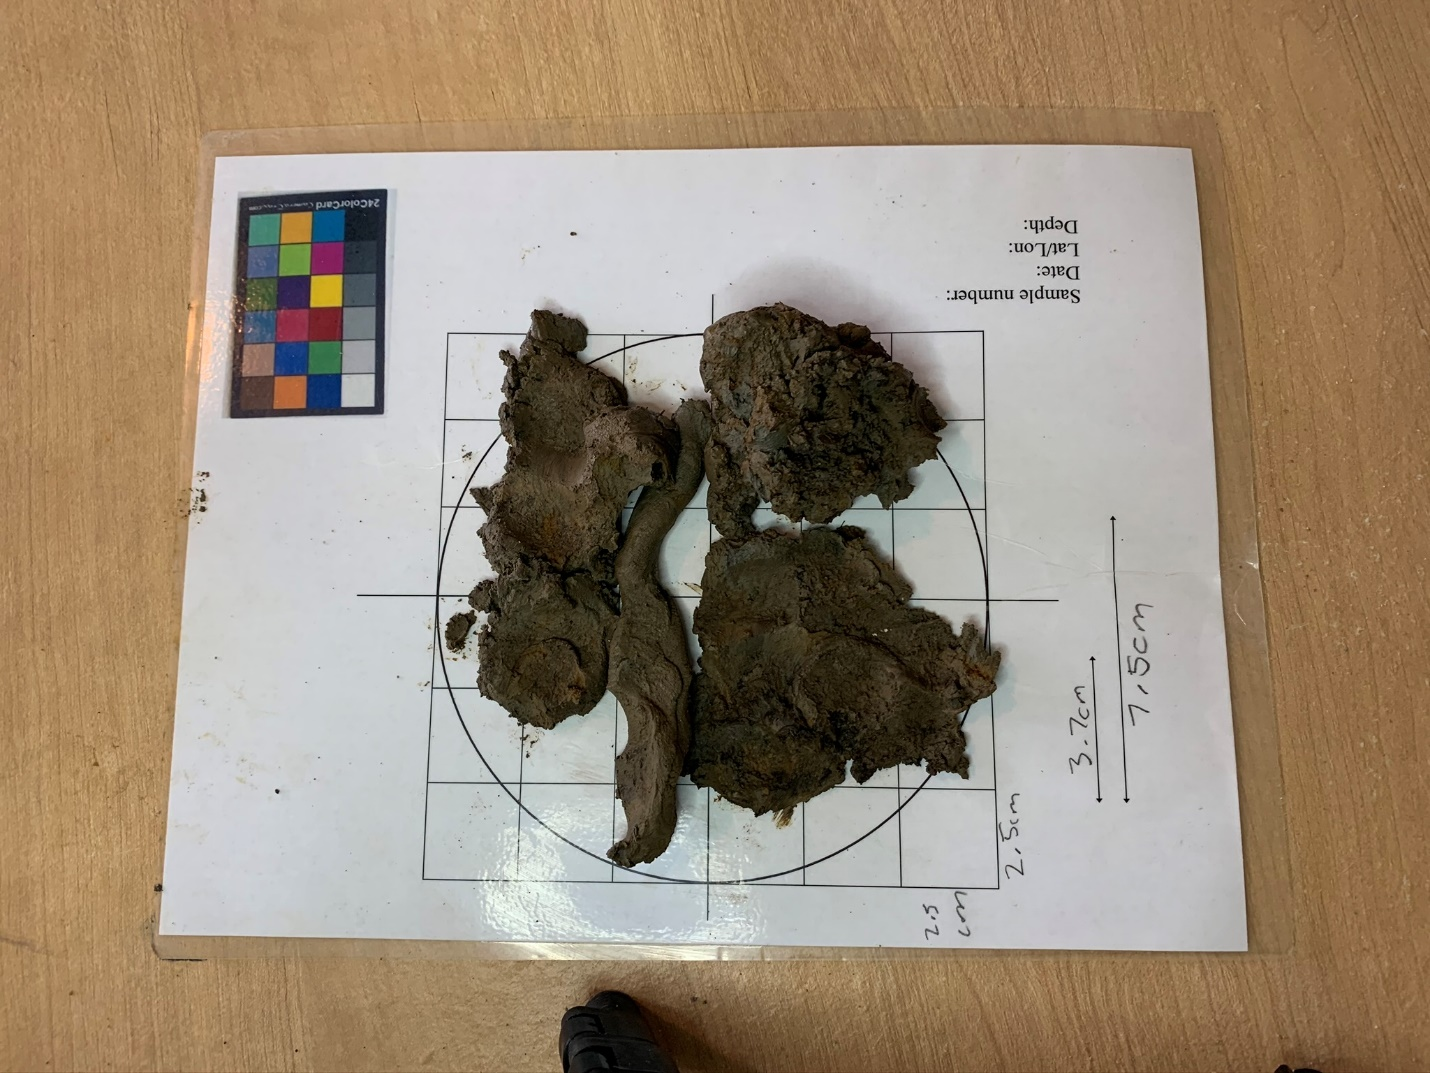 24ColorCard
Sample number:
Date:
Lat/Lon:
Depth:
3.7cm
7.5cm
2.5cm
2.5
cm